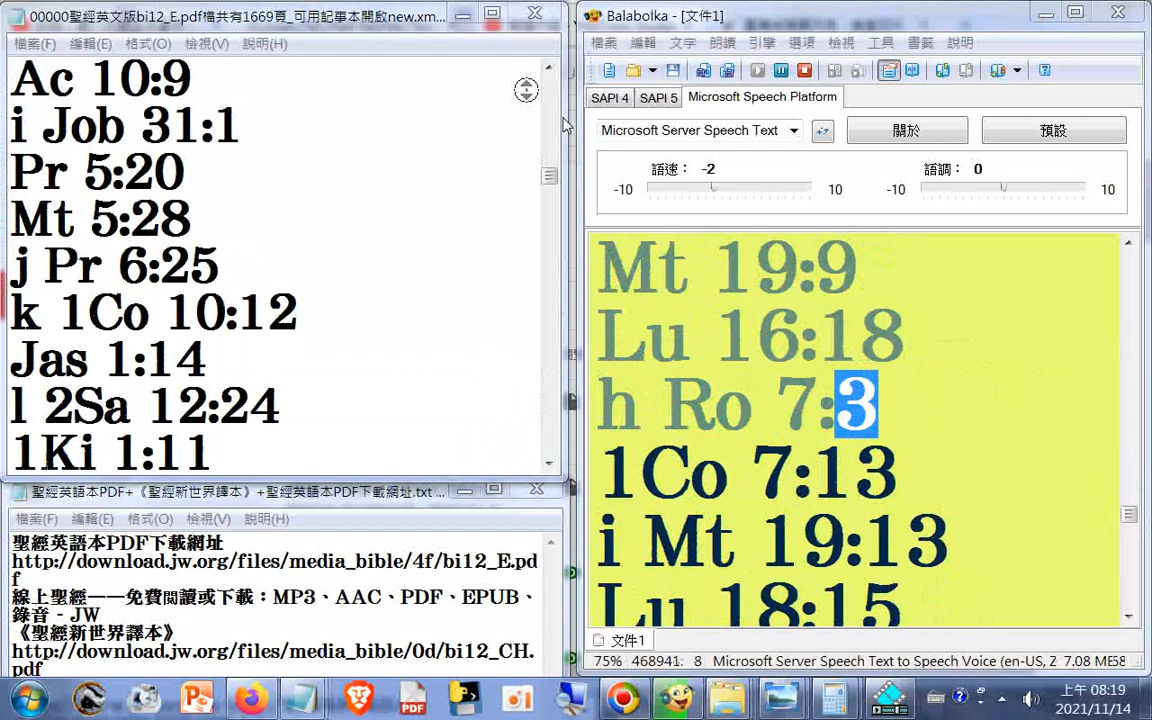 00000聖經英文版bi12_E.pdf檔共有1669頁_可用記事本開啟new.xm...
檔案(F) 編輯(E) 格式(O) 檢視(V) 說明(H)
Ac 10:9
i Job 31:1
Pr 5:20
Mt 5:28
j Pr 6:25
k 1Co 10:12
Jas 1:14
l 2Sa 12:24
1Ki 1:11
聖經英語本PDF+《聖經新世界譯本》+聖經英語本PDF下載網址.txt ...
檔案(F) 編輯(E) 格式(O) 檢視(V) 說明(H)
聖經英語本PDF下載網址
http://download.jw.org/files/media_bible/4f/bi12_E.pd
f
線上聖經——免費閱讀或下載：MP3、AAC、PDF、EPUB、
錄音 - JW
《聖經新世界譯本》
http://download.jw.org/files/media_bible/0d/bi12_CH.
pdf
Balabolka - [文件1]
檔案 編輯 文字 朗讀 引擎 選項 檢視 工具 書籤 說明
SAPI 4 SAPI 5 Microsoft Speech Platform
Microsoft Server Speech Text 關於 預設
語速： -2 語調： 0
-10 10 -10 10
Mt 19:9
Lu 16:18
h Ro 7:3
1Co 7:13
i Mt 19:13
Lu 18:15
文件1
75% 468941: 8 Microsoft Server Speech Text to Speech Voice (en-US, Z 7.08 ME
上午 08:19
2021/11/14